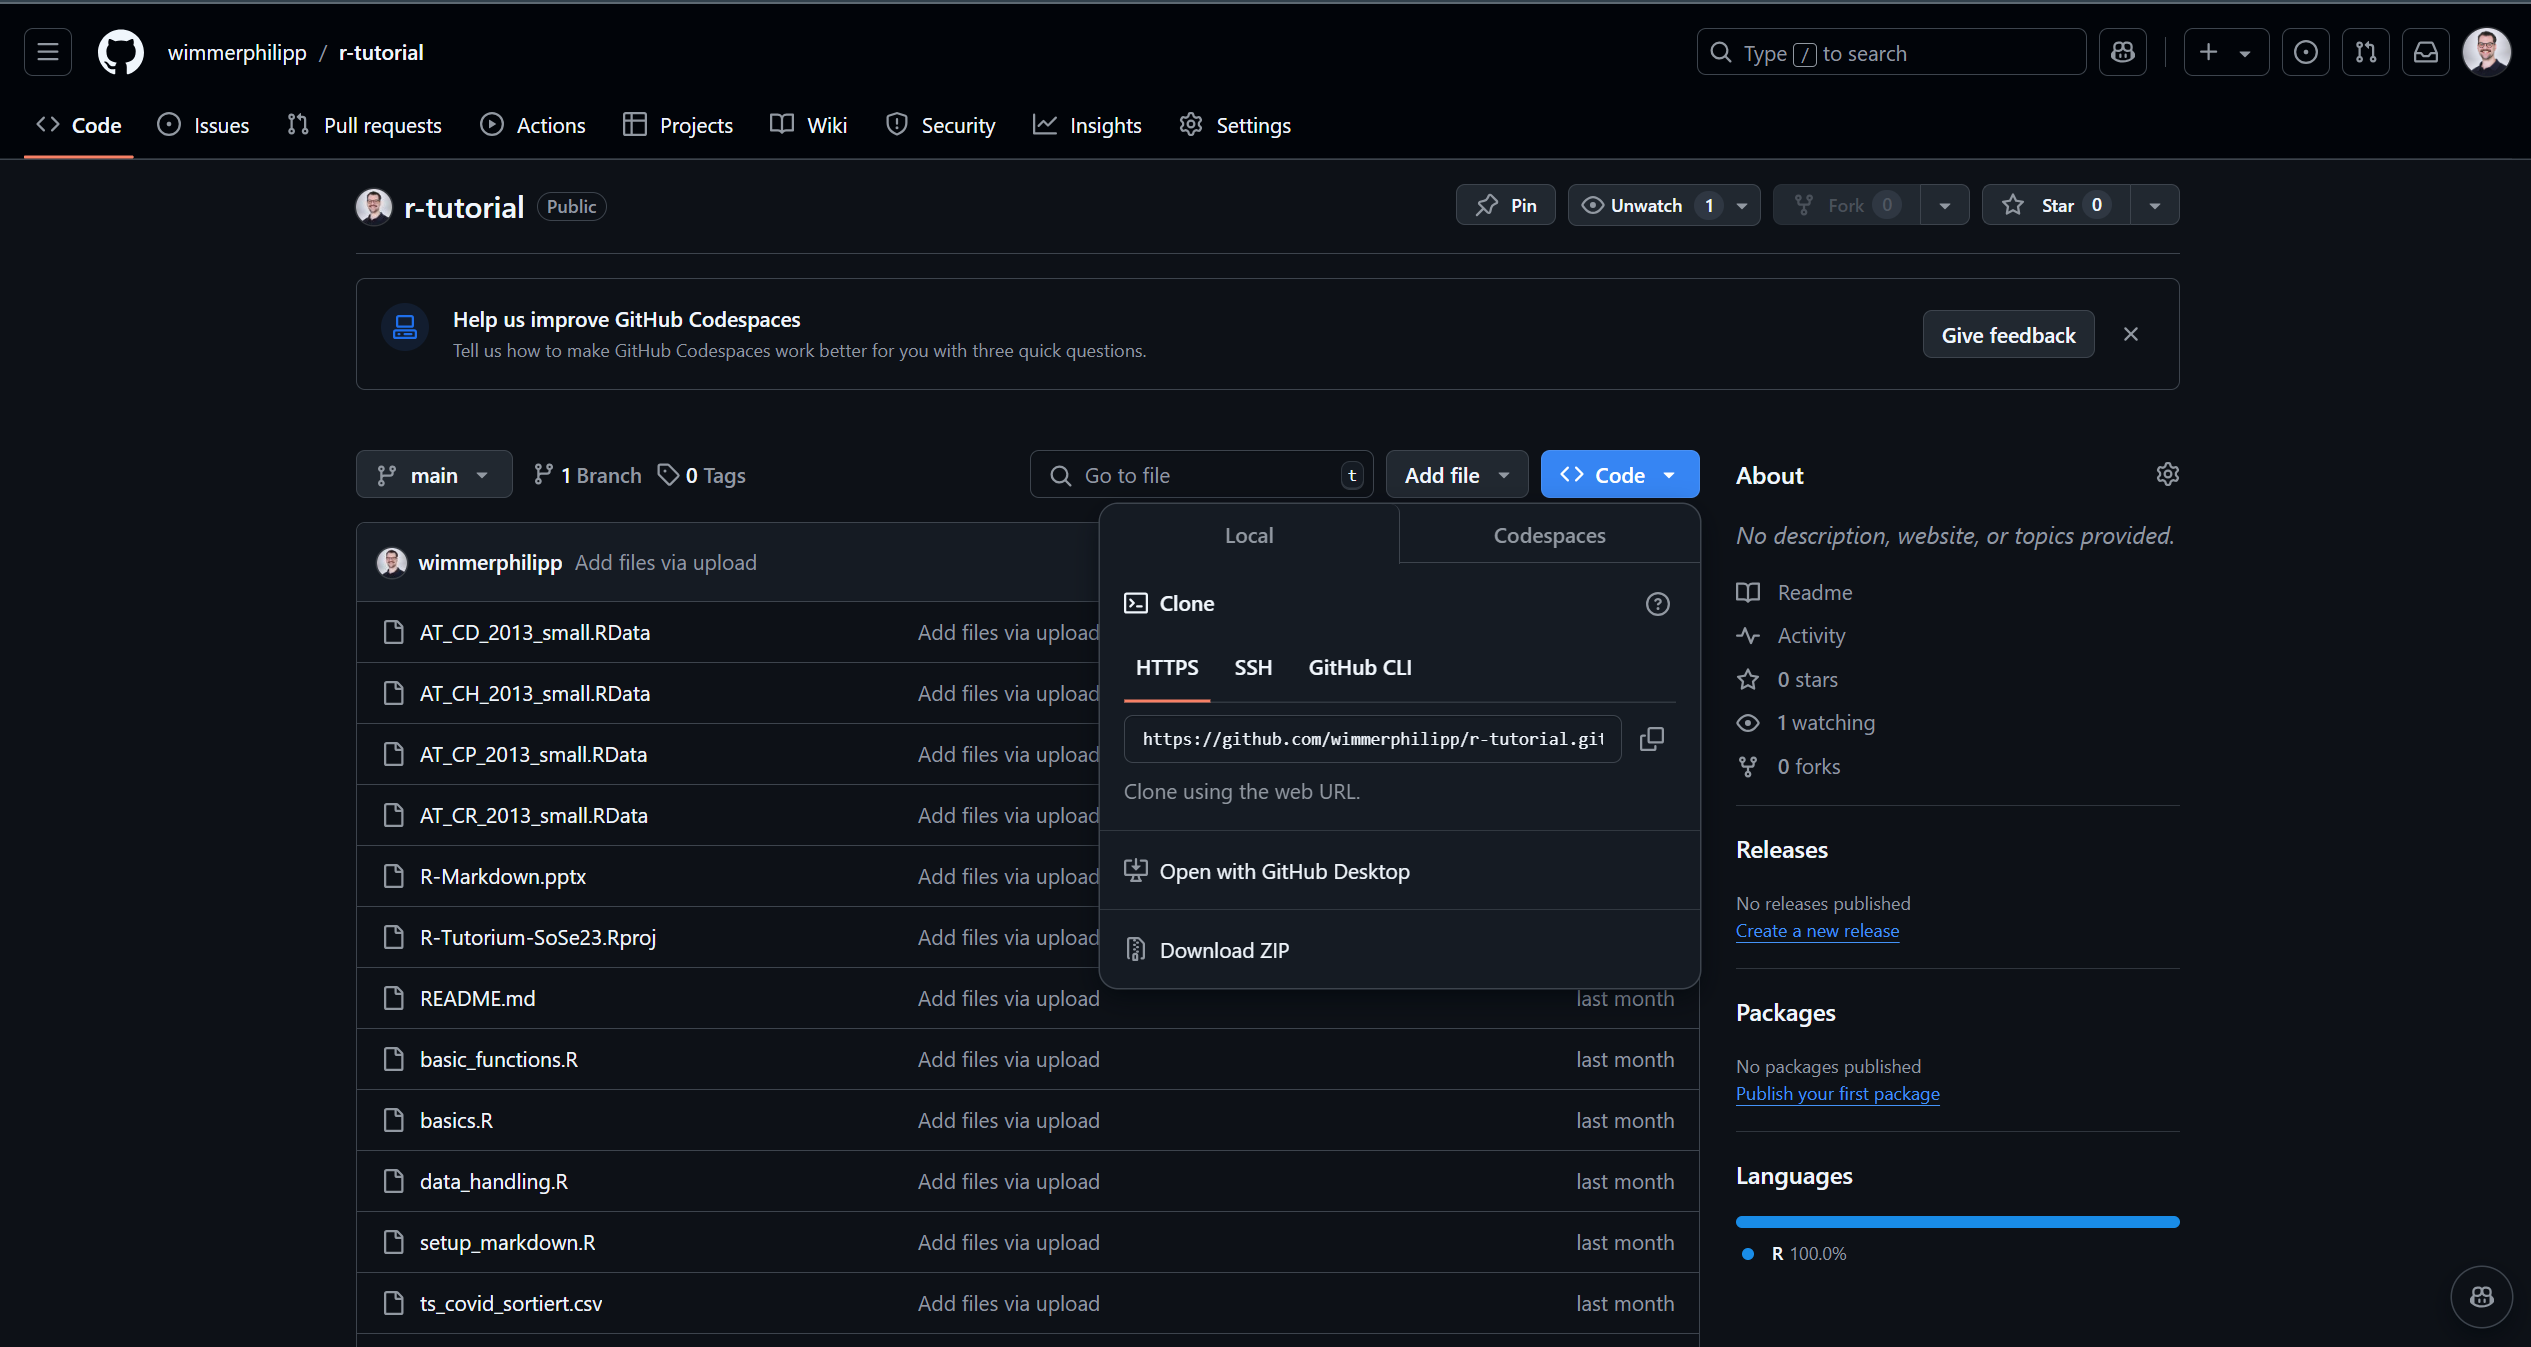 wimmerphilipp / r-tutorial
Type / to search
Code
Issues
Pull requests
Actions
Projects
Wiki
Security
Insights
Settings
r-tutorial Public
Pin
Unwatch 1
Fork 0
Star 0
Help us improve GitHub Codespaces
Tell us how to make GitHub Codespaces work better for you with three quick questions.
Give feedback
main
1 Branch
0 Tags
Go to file t
Add file
Code
Local
Codespaces
Clone
HTTPS SSH GitHub CLI
https://github.com/wimmerphilipp/r-tutorial.git
Clone using the web URL.
Open with GitHub Desktop
Download ZIP
wimmerphilipp Add files via upload
AT_CD_2013_small.RData Add files via upload
AT_CH_2013_small.RData Add files via upload
AT_CP_2013_small.RData Add files via upload
AT_CR_2013_small.RData Add files via upload
R-Markdown.pptx Add files via upload
R-Tutorium-SoSe23.Rproj Add files via upload
README.md Add files via upload last month
basic_functions.R Add files via upload last month
basics.R Add files via upload last month
data_handling.R Add files via upload last month
setup_markdown.R Add files via upload last month
ts_covid_sortiert.csv Add files via upload last month
About
No description, website, or topics provided.
Readme
Activity
0 stars
1 watching
0 forks
Releases
No releases published
Create a new release
Packages
No packages published
Publish your first package
Languages
R 100.0%